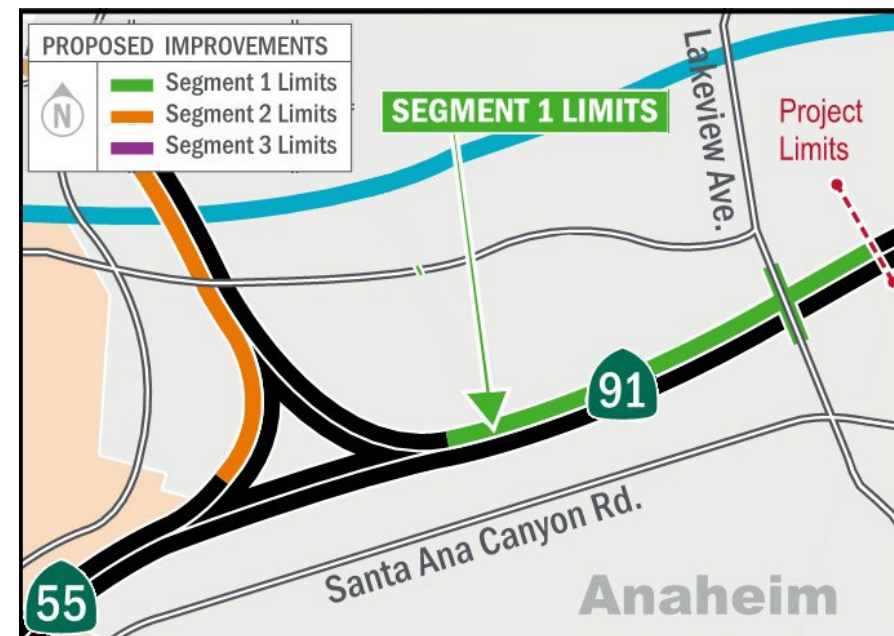 PROPOSED IMPROVEMENTS
N
Segment 1 Limits
Segment 2 Limits
Segment 3 Limits
SEGMENT 1 LIMITS
Lakeview Ave.
Project
Limits
91
Santa Ana Canyon Rd.
55
Anaheim